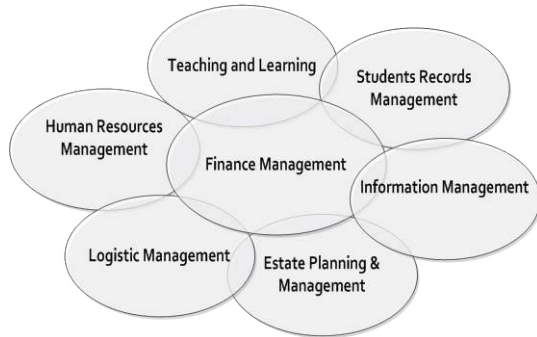 Teaching and Learning
Students Records
Management
Human Resources
Management
Finance Management
Information Management
Logistic Management
Estate Planning &
Management